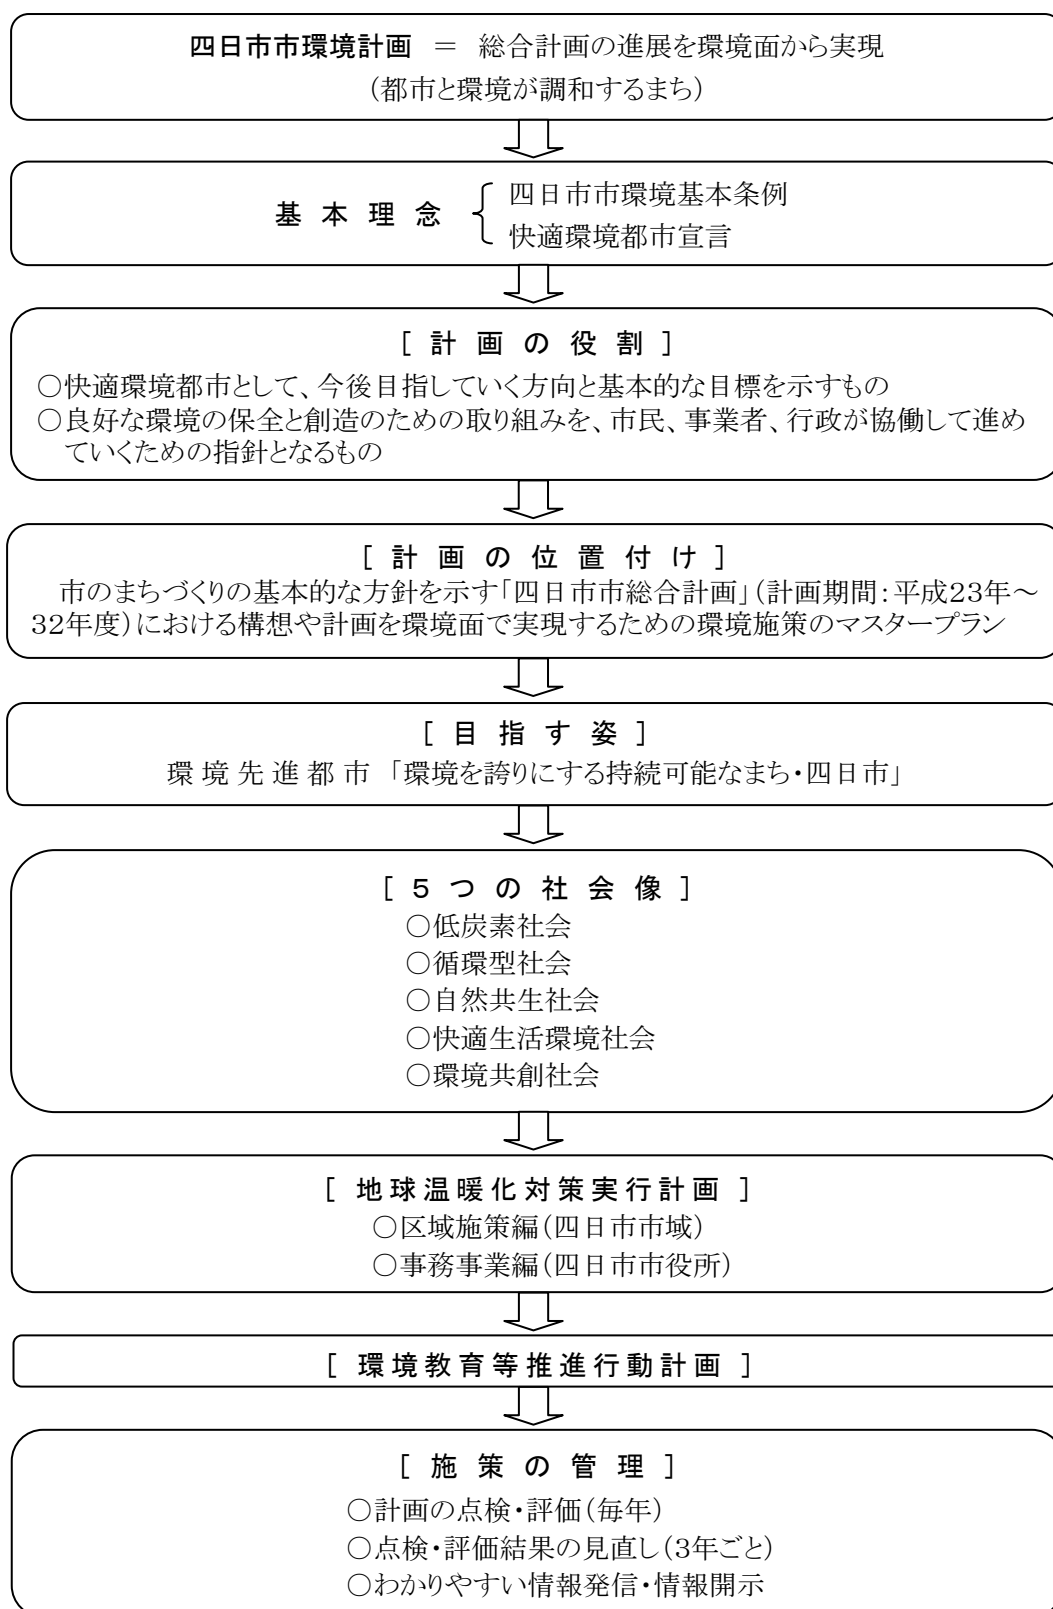 四日市市環境計画 ＝ 総合計画の進展を環境面から実現
（都市と環境が調和するまち）
基本理念 { 四日市市環境基本条例
快適環境都市宣言
［計画の役割］
○快適環境都市として、今後目指していく方向と基本的な目標を示すもの
○良好な環境の保全と創造のための取り組みを、市民、事業者、行政が協働して進め
ていくための指針となるもの
［計画の位置付け］
市のまちづくりの基本的な方針を示す「四日市市総合計画」（計画期間：平成23年～
32年度）における構想や計画を環境面で実現するための環境施策のマスタープラン
［目指す姿］
環境先進都市「環境を誇りにする持続可能なまち・四日市」
［５つの社会像］
○低炭素社会
○循環型社会
○自然共生社会
○快適生活環境社会
○環境共創社会
［地球温暖化対策実行計画］
○区域施策編（四日市市域）
○事務事業編（四日市市役所）
［環境教育等推進行動計画］
［施策の管理］
○計画の点検・評価（毎年）
○点検・評価結果の見直し（3年ごと）
○わかりやすい情報発信・情報開示